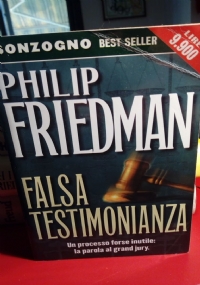 SONZOGNO BEST SELLER
LIRE
9.900
PHILIP
FRIEDMAN
FALSA
TESTIMONIANZA
Un processo forse inutile:
la parola al grand jury.